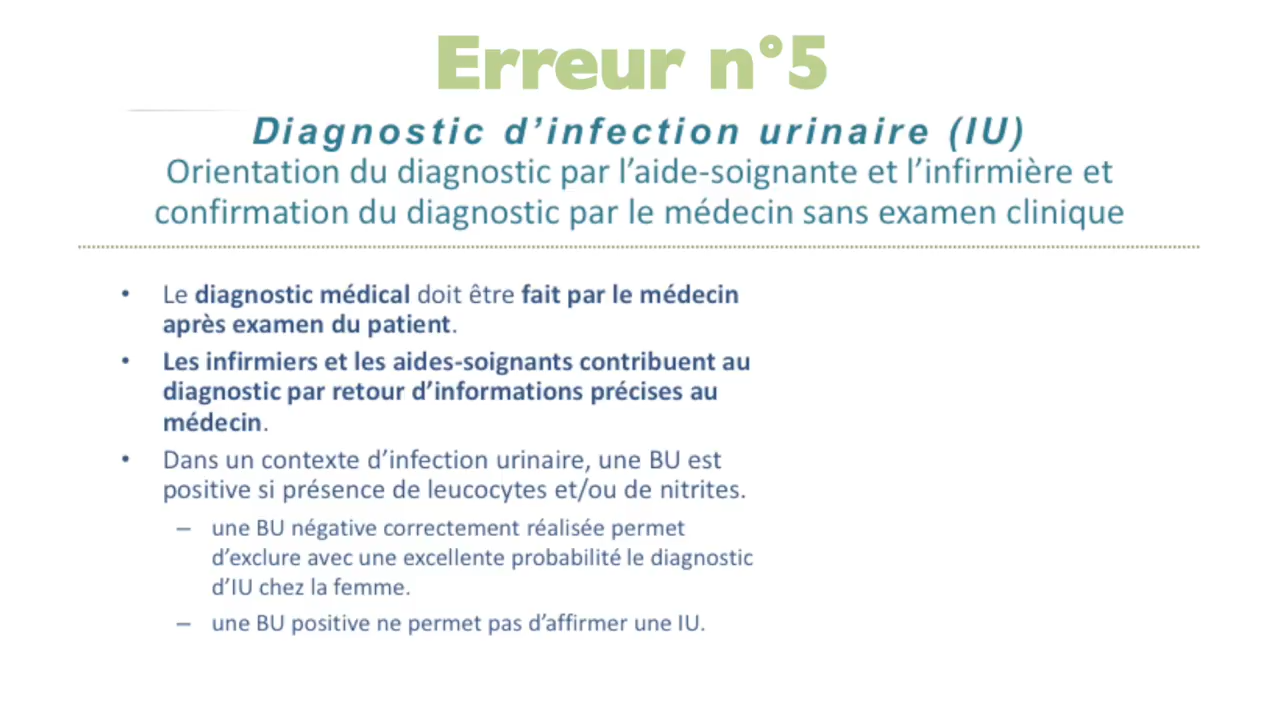 Erreur n°5
Diagnostic d’infection urinaire (IU)
Orientation du diagnostic par l’aide-soignante et l’infirmière et
confirmation du diagnostic par le médecin sans examen clinique
• Le diagnostic médical doit être fait par le médecin
après examen du patient.
• Les infirmiers et les aides-soignants contribuent au
diagnostic par retour d’informations précises au
médecin.
• Dans un contexte d’infection urinaire, une BU est
positive si présence de leucocytes et/ou de nitrites.
– une BU négative correctement réalisée permet
d’exclure avec une excellente probabilité le diagnostic
d’IU chez la femme.
– une BU positive ne permet pas d’affirmer une IU.